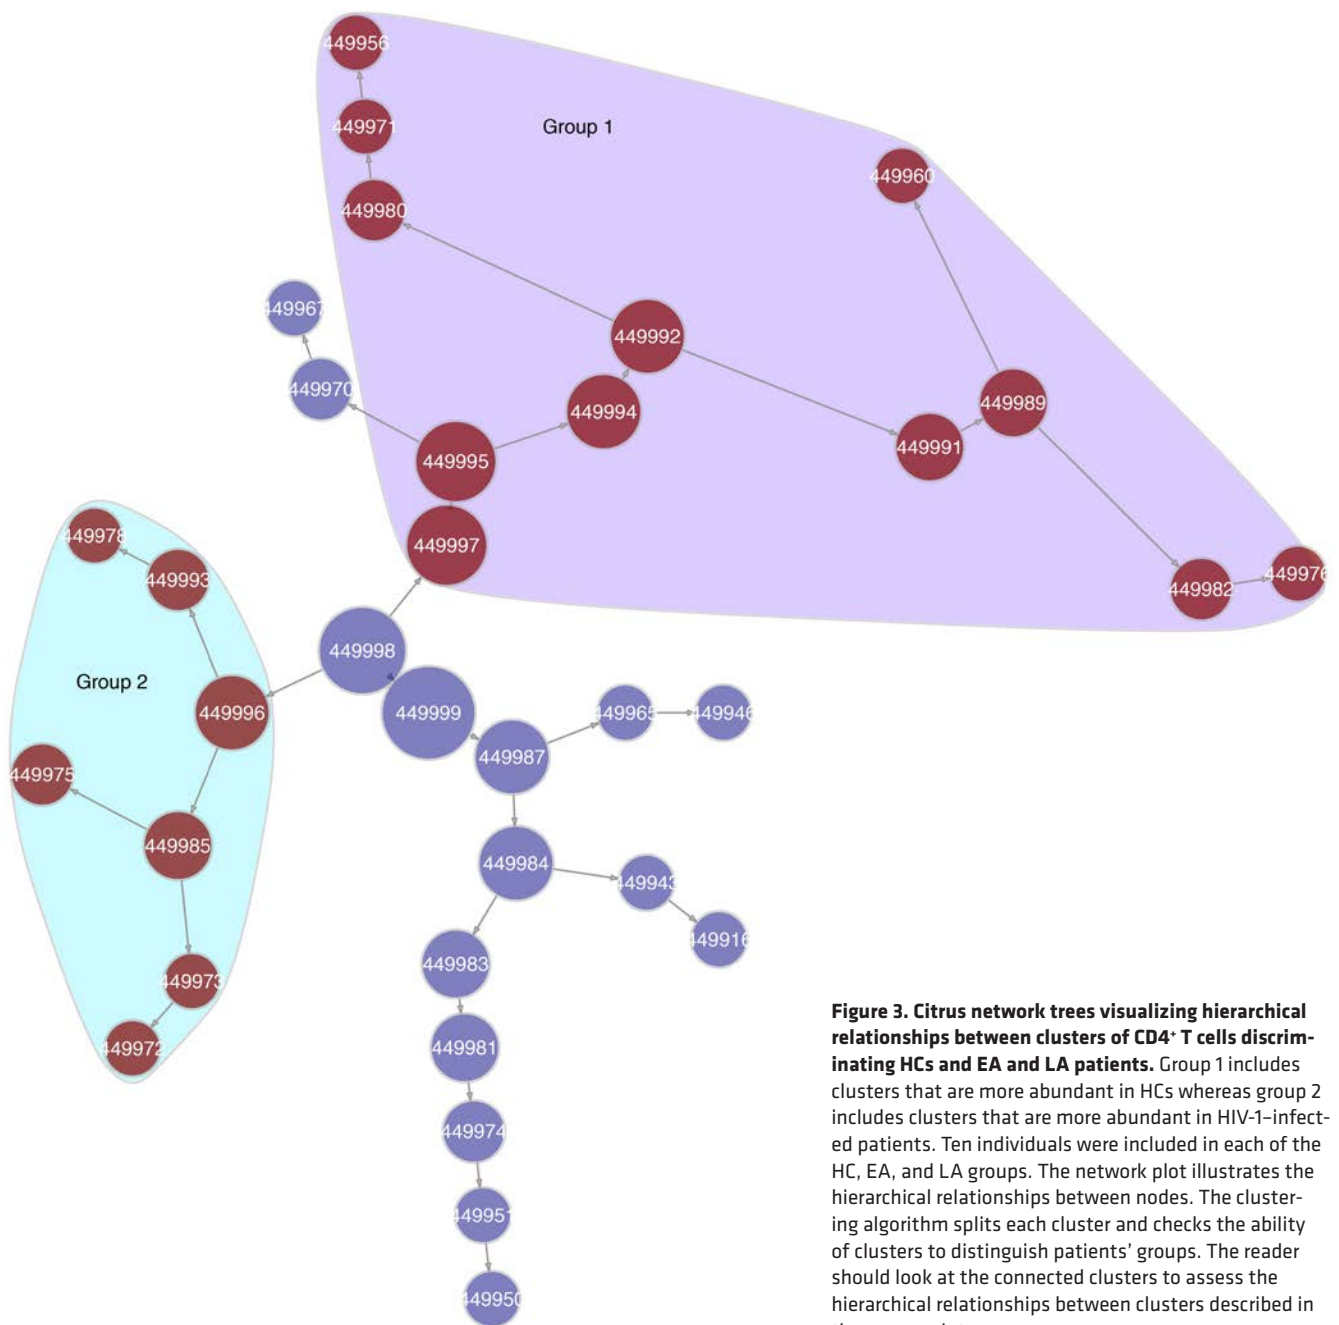 449956
449971
Group 1
449960
449980
449967
449992
449970
449994
449989
449991
449995
449978
449997
449993
449976
449982
449998
Group 2
449996
449999
449965
449946
449987
449975
449985
449984
449943
449916
449983
449973
449981
449972
449974
449951
449950
Figure 3. Citrus network trees visualizing hierarchical
relationships between clusters of CD4⁺ T cells discrim-
inating HCs and EA and LA patients. Group 1 includes
clusters that are more abundant in HCs whereas group 2
includes clusters that are more abundant in HIV-1–infect-
ed patients. Ten individuals were included in each of the
HC, EA, and LA groups. The network plot illustrates the
hierarchical relationships between nodes. The cluster-
ing algorithm splits each cluster and checks the ability
of clusters to distinguish patients’ groups. The reader
should look at the connected clusters to assess the
hierarchical relationships between clusters described in